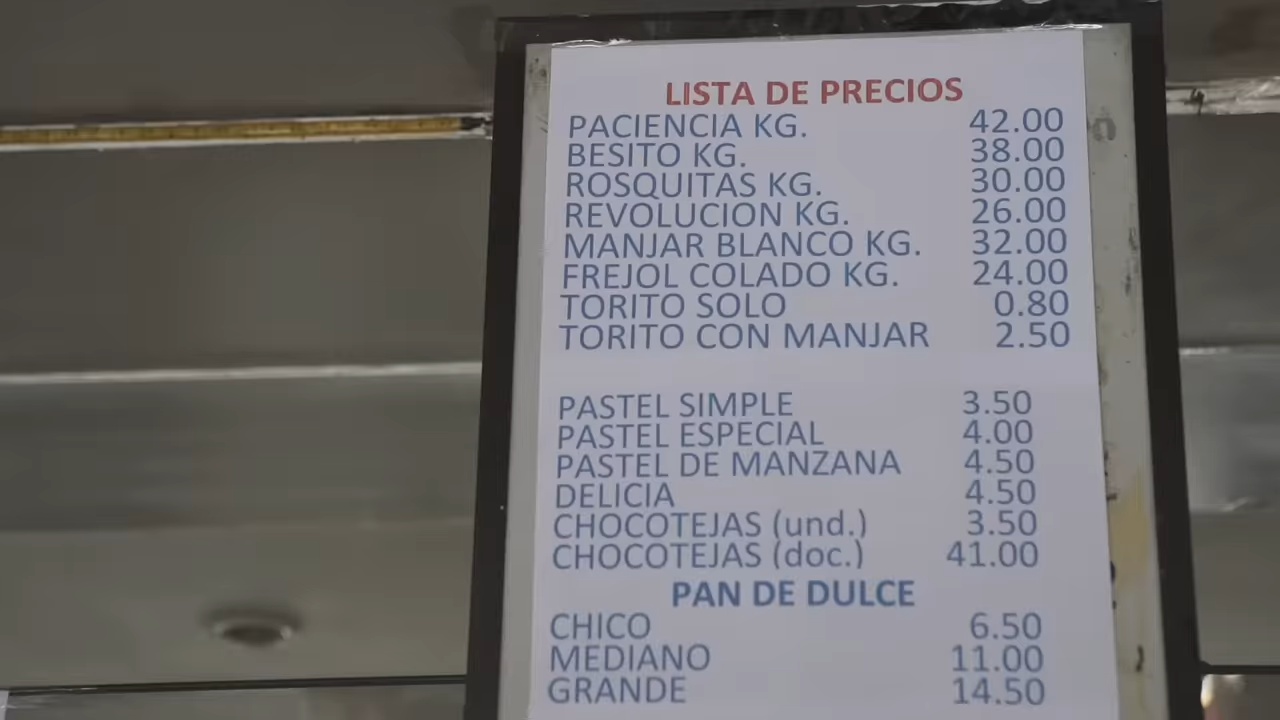 LISTA DE PRECIOS
PACIENCIA KG. 42.00
BESITO KG. 38.00
ROSQUITAS KG. 30.00
REVOLUCION KG. 26.00
MANJAR BLANCO KG. 32.00
FREJOL COLADO KG. 24.00
TORITO SOLO 0.80
TORITO CON MANJAR 2.50
PASTEL SIMPLE 3.50
PASTEL ESPECIAL 4.00
PASTEL DE MANZANA 4.50
DELICIA 4.50
CHOCOTEJAS (und.) 3.50
CHOCOTEJAS (doc.) 41.00
PAN DE DULCE
CHICO 6.50
MEDIANO 11.00
GRANDE 14.50